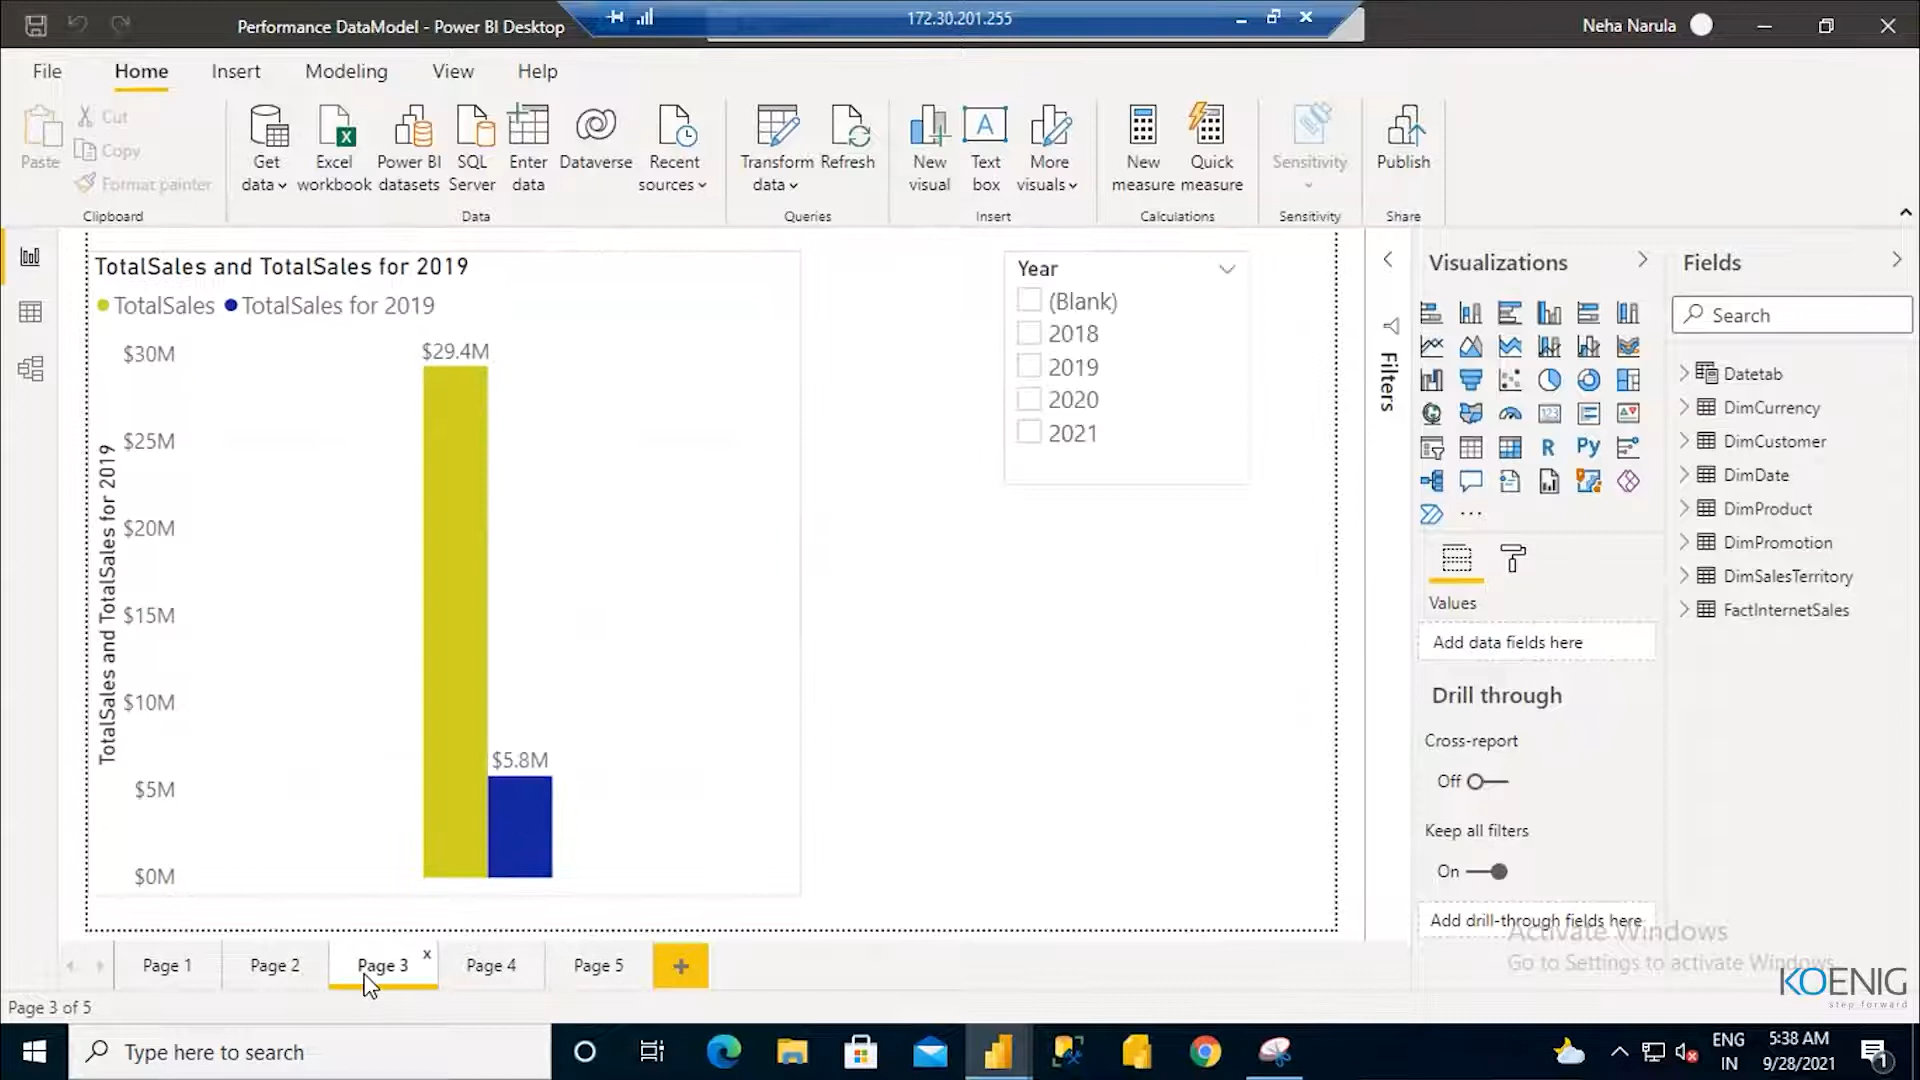 Performance DataModel - Power BI Desktop
172.30.201.255
Neha Narula
File Home Insert Modeling View Help
Paste
Cut
Copy
Format painter
Clipboard
Get data
Excel workbook
Power BI datasets
SQL Server
Enter data
Dataverse
Recent sources
Data
Transform data
Refresh
Queries
New visual
Text box
More visuals
Insert
New measure
Quick measure
Calculations
Sensitivity
Sensitivity
Publish
Share
TotalSales and TotalSales for 2019
TotalSales TotalSales for 2019
TotalSales and TotalSales for 2019
$30M
$25M
$20M
$15M
$10M
$5M
$0M
$29.4M
$5.8M
Year
(Blank)
2018
2019
2020
2021
Filters
Visualizations
R Py
123
Values
Add data fields here
Drill through
Cross-report
Off
Keep all filters
On
Add drill-through fields here
Fields
Search
Datetab
DimCurrency
DimCustomer
DimDate
DimProduct
DimPromotion
DimSalesTerritory
FactInternetSales
Activate Windows
Go to Settings to activate Windows.
KOENIG
step forward
Page 1
Page 2
Page 3 x
Page 4
Page 5
+
Page 3 of 5
Type here to search
ENG
IN
5:38 AM
9/28/2021
1